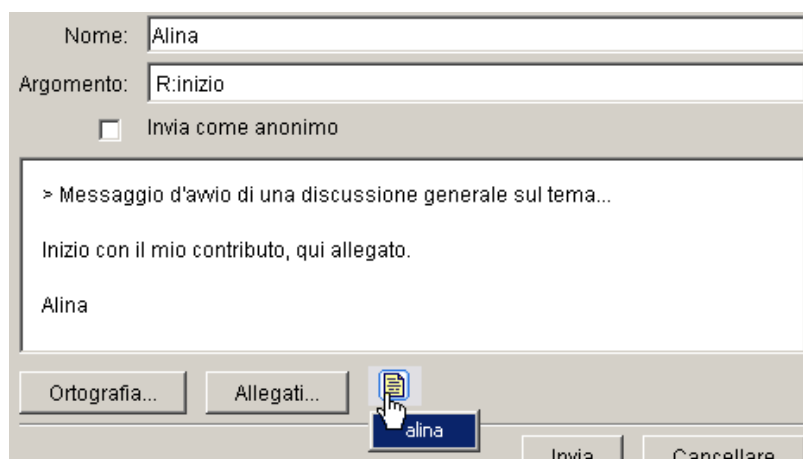 Nome: Alina
Argomento: R:inizio
Invia come anonimo
> Messaggio d'avvio di una discussione generale sul tema...
Inizio con il mio contributo, qui allegato.
Alina
Ortografia... Allegati...
alina
Invia Cancellare